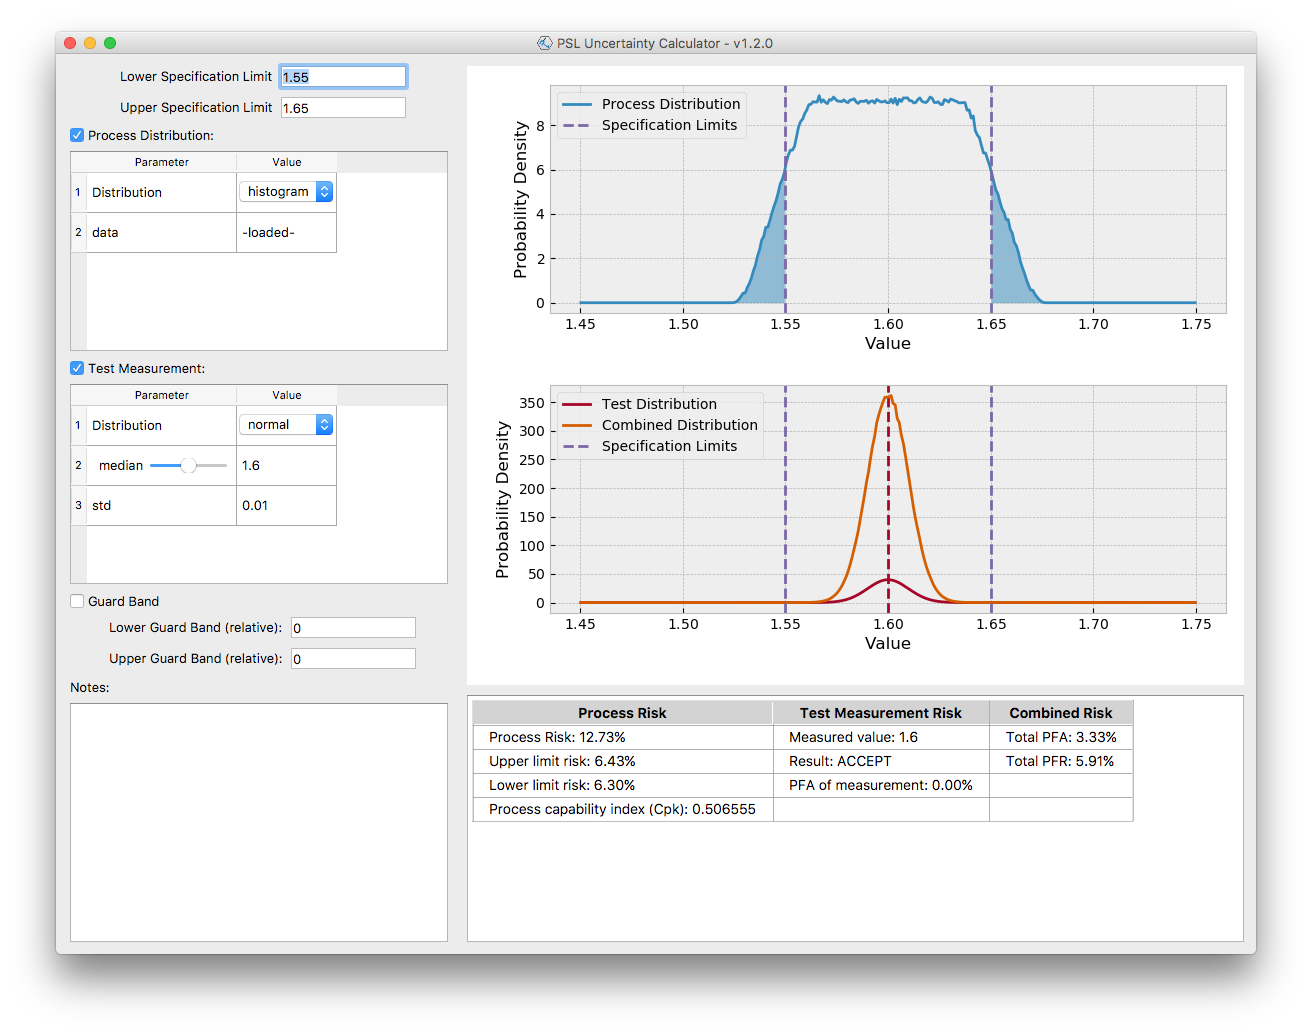 PSL Uncertainty Calculator - v1.2.0
Lower Specification Limit 1.55
Upper Specification Limit 1.65
Process Distribution:
Parameter Value
1 Distribution histogram
2 data -loaded-
Test Measurement:
Parameter Value
1 Distribution normal
2 median 1.6
3 std 0.01
Guard Band
Lower Guard Band (relative): 0
Upper Guard Band (relative): 0
Notes:
Process Distribution
Specification Limits
Probability Density
8
6
4
2
0
1.45 1.50 1.55 1.60 1.65 1.70 1.75
Value
Test Distribution
Combined Distribution
Specification Limits
Probability Density
350
300
250
200
150
100
50
0
1.45 1.50 1.55 1.60 1.65 1.70 1.75
Value
Process Risk Test Measurement Risk Combined Risk
Process Risk: 12.73% Measured value: 1.6 Total PFA: 3.33%
Upper limit risk: 6.43% Result: ACCEPT Total PFR: 5.91%
Lower limit risk: 6.30% PFA of measurement: 0.00%
Process capability index (Cpk): 0.506555